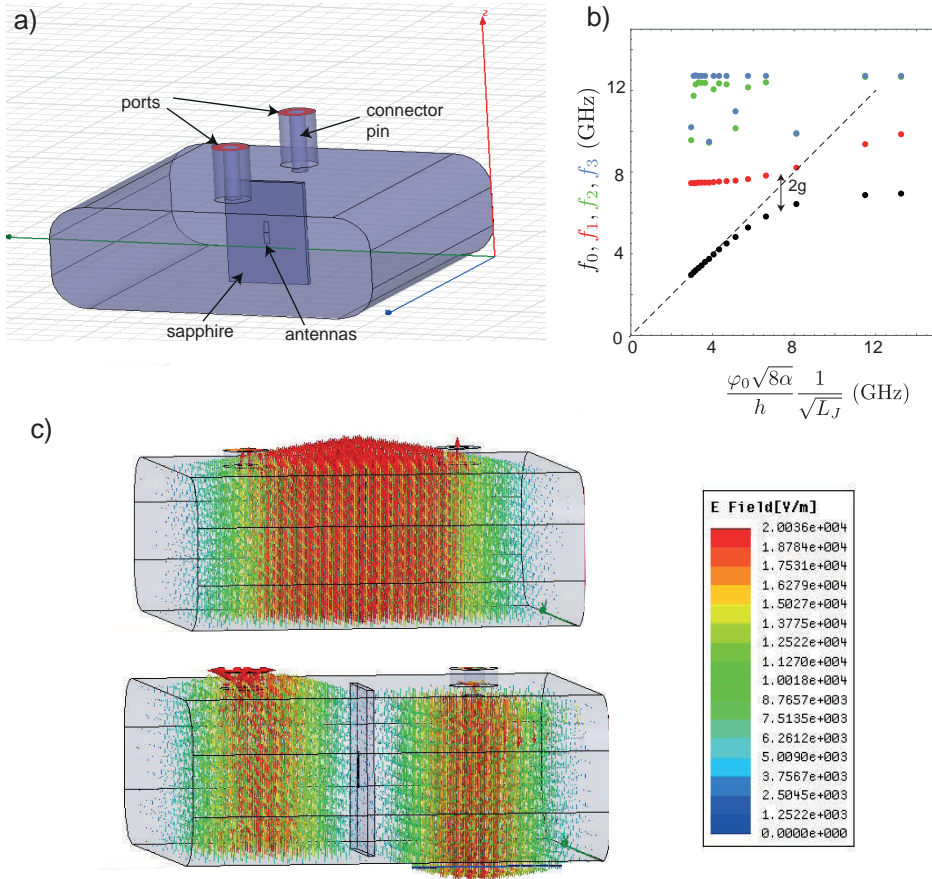 a)
z
ports
connector
pin
sapphire
antennas
b)
f₀, f₁, f₂, f₃ (GHz)
12
8
4
0
2g
0 4 8 12
φ₀√8α/h 1/√L_J (GHz)
c)
E Field[V/m]
2.0036e+004
1.8784e+004
1.7531e+004
1.6279e+004
1.5027e+004
1.3775e+004
1.2522e+004
1.1270e+004
1.0018e+004
8.7657e+003
7.5135e+003
6.2612e+003
5.0090e+003
3.7567e+003
2.5045e+003
1.2522e+003
0.0000e+000